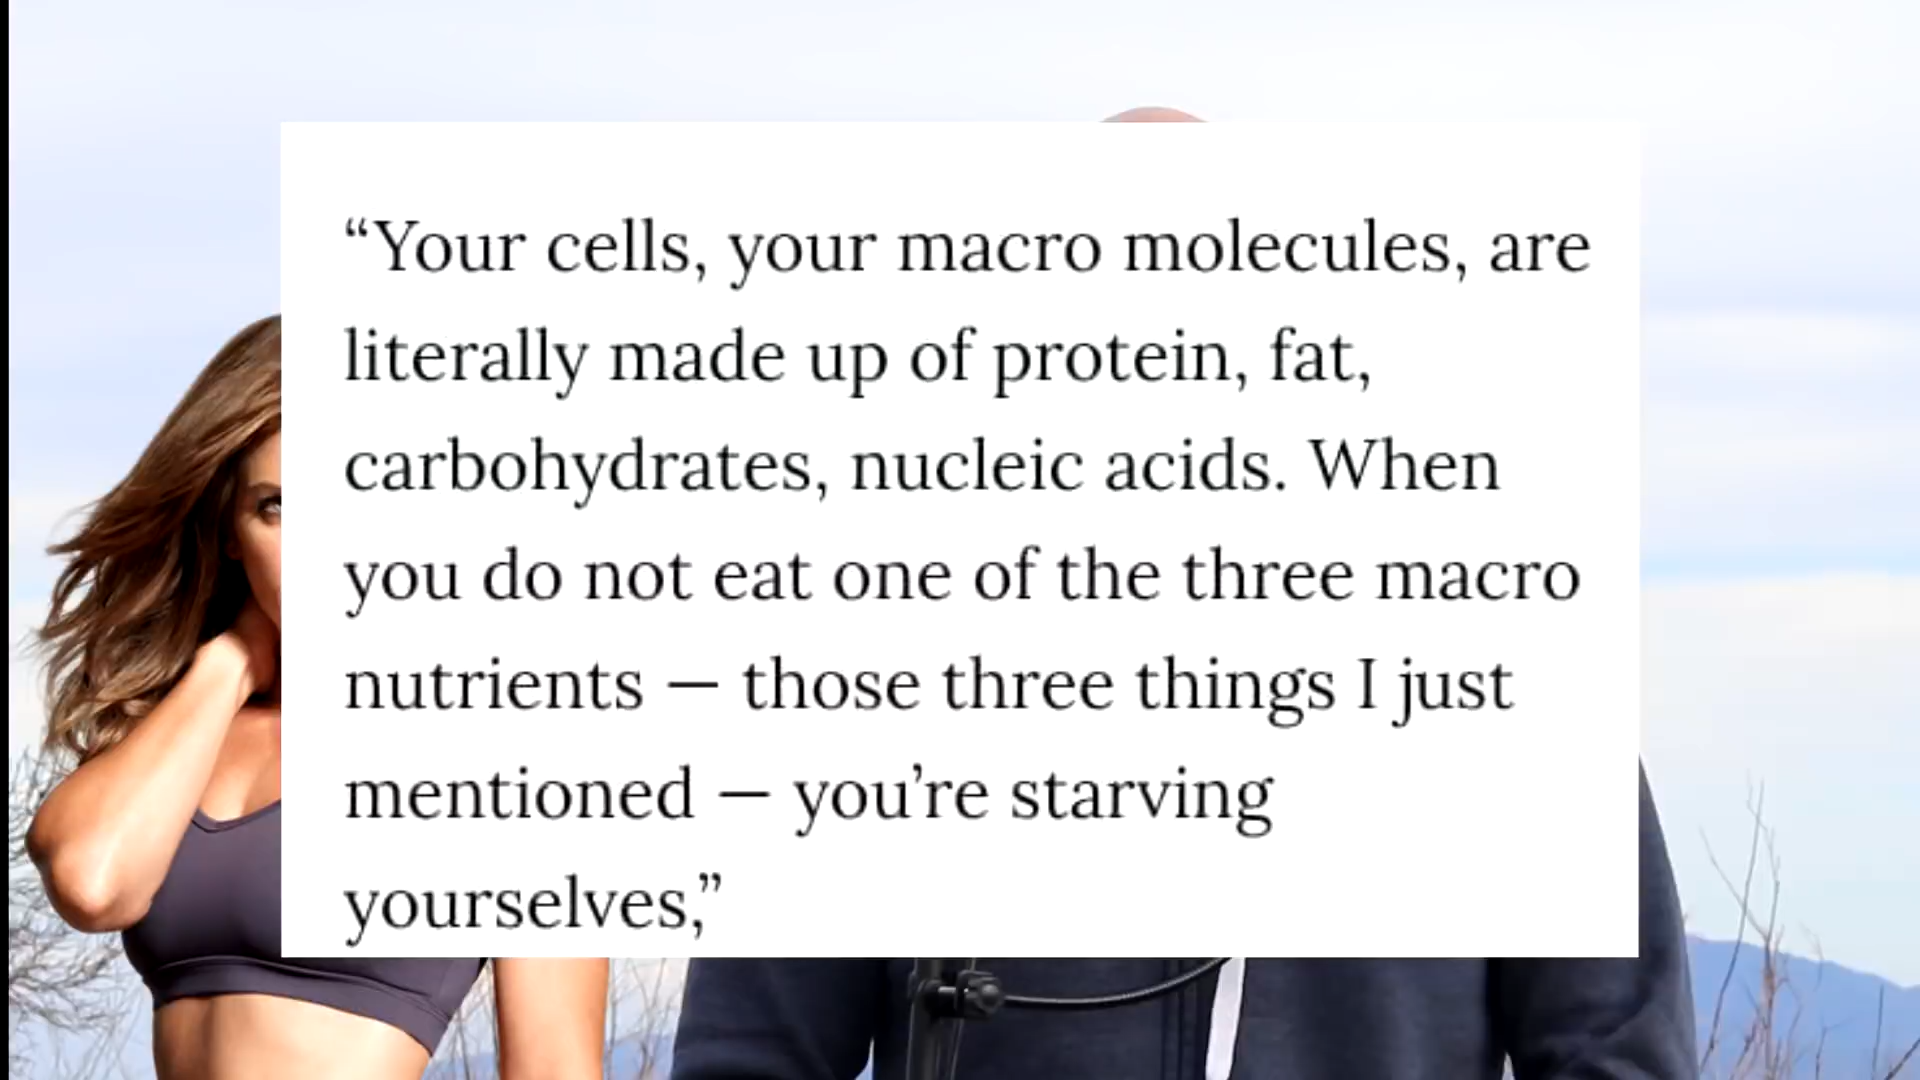 “Your cells, your macro molecules, are
literally made up of protein, fat,
carbohydrates, nucleic acids. When
you do not eat one of the three macro
nutrients — those three things I just
mentioned — you’re starving
yourselves,”